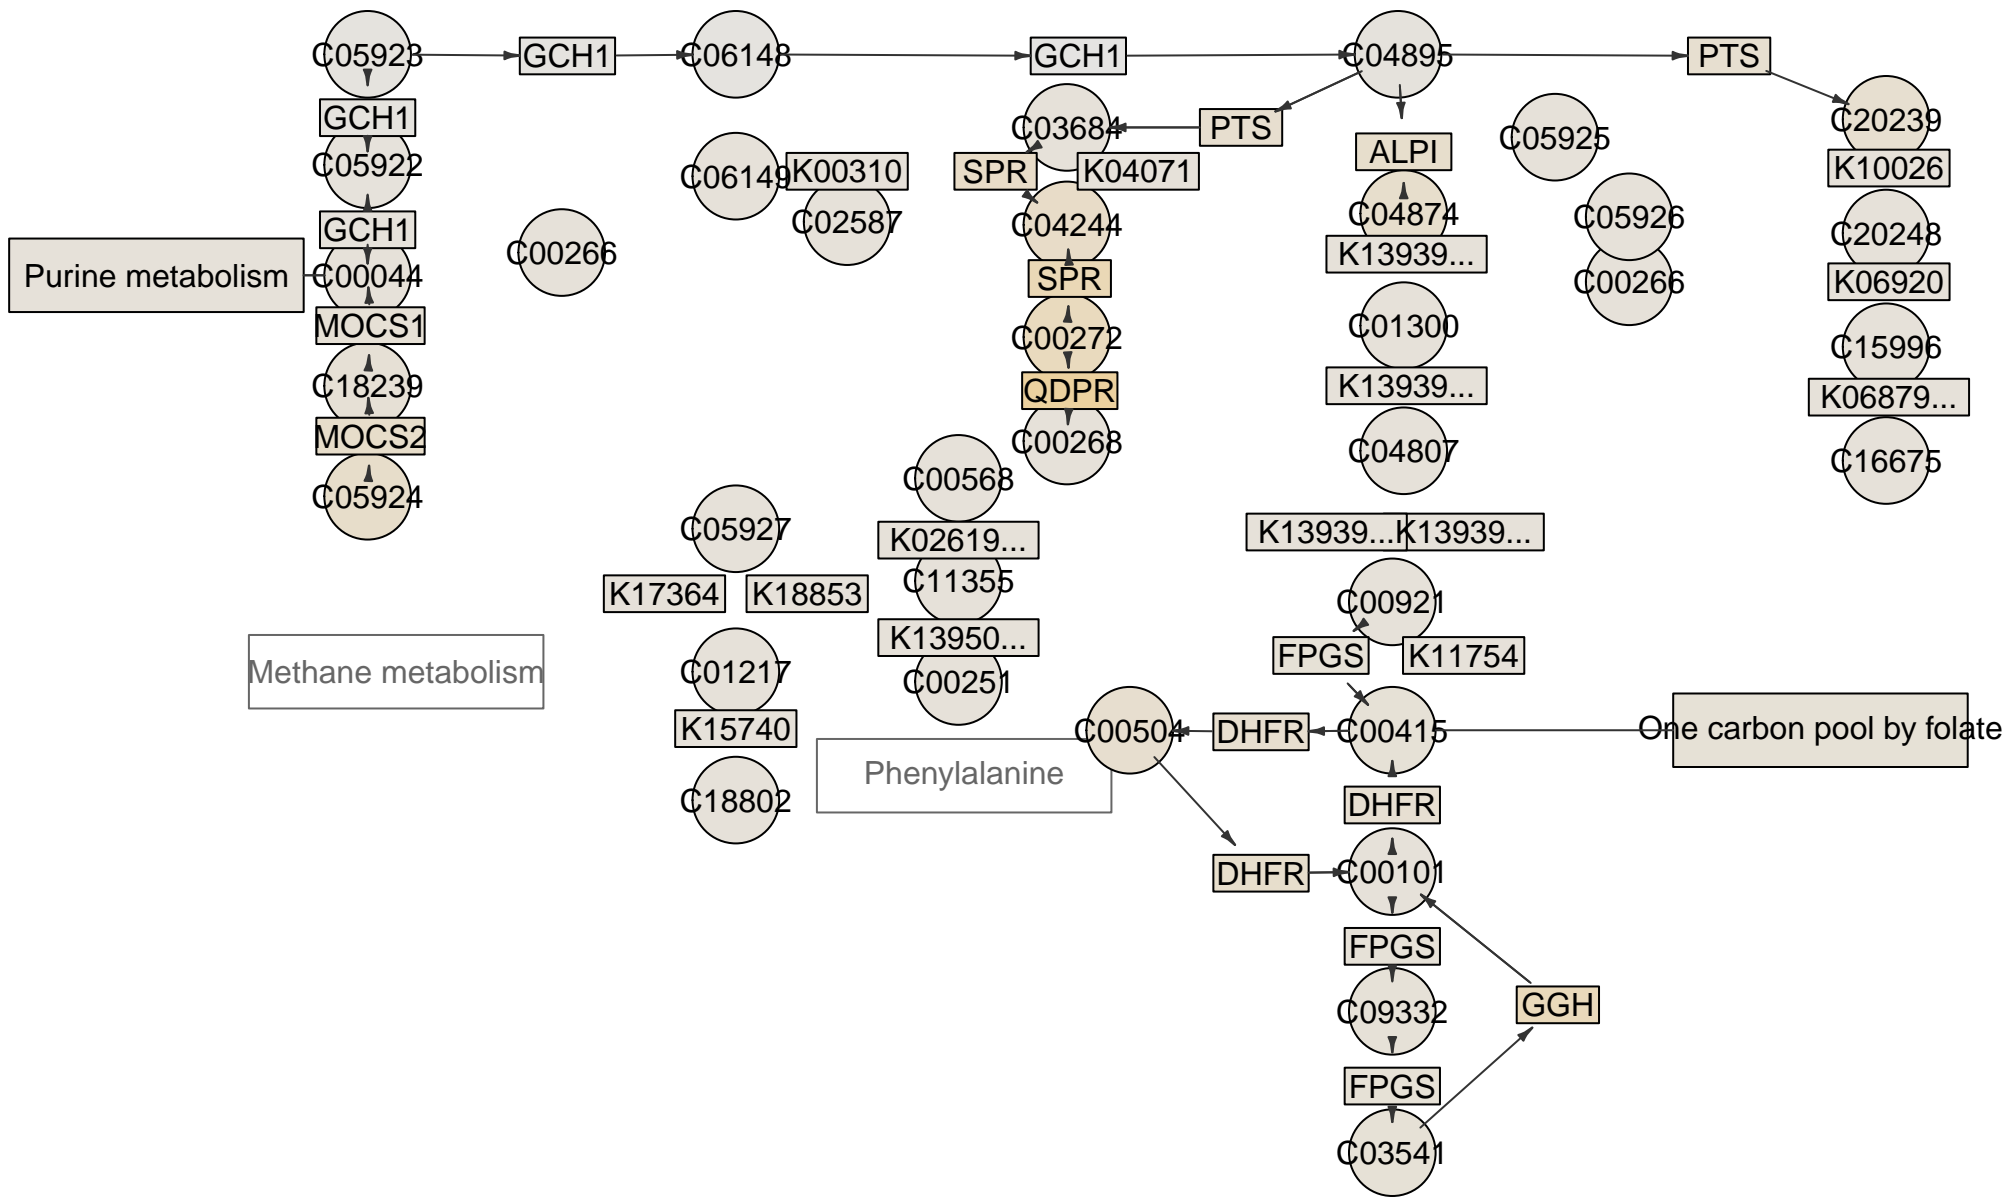 C05923
GCH1
C06148
GCH1
C04895
PTS
GCH1
C03684
PTS
C20239
C05922
C06149
K00310
SPR
K04071
ALPI
C05925
K10026
GCH1
C02587
C04244
C04874
C05926
C20248
Purine metabolism
C00044
C00266
SPR
K13939...
C00266
K06920
MOCS1
C00272
C01300
C15996
C18239
QDPR
K13939...
K06879...
MOCS2
C00268
C04807
C16675
C05924
C00568
C05927
K02619...
K13939...
K13939...
K17364
K18853
C11355
C00921
K13950...
FPGS
K11754
Methane metabolism
C01217
C00251
K15740
C00504
DHFR
C00415
One carbon pool by folate
Phenylalanine
C18802
DHFR
DHFR
C00101
FPGS
C09332
GGH
FPGS
C03541